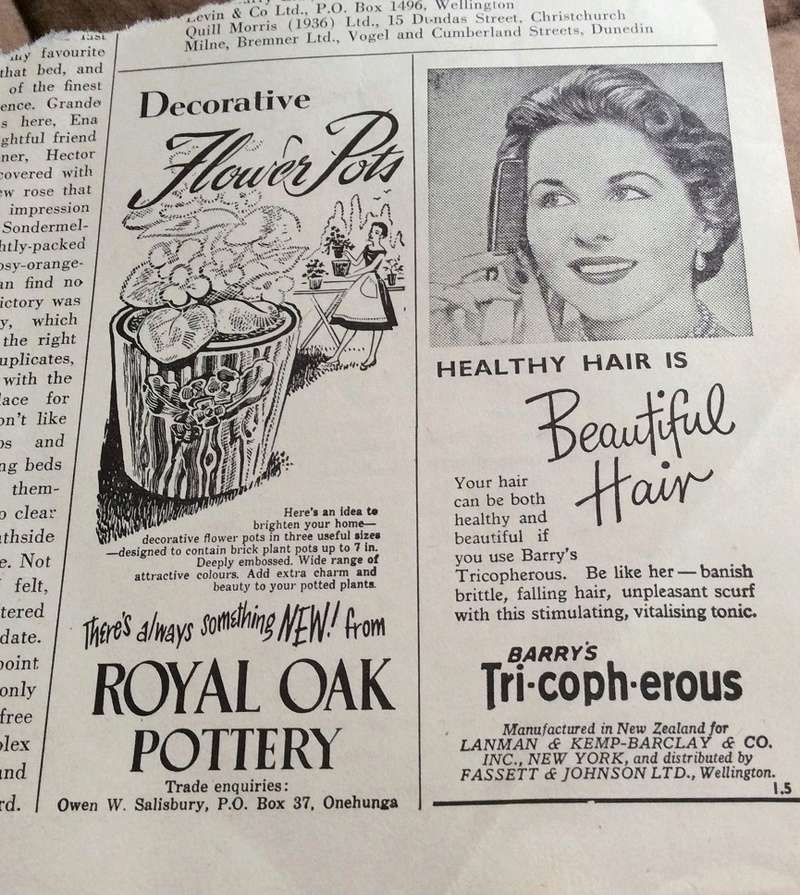 Levin & Co Ltd., P.O. Box 1496, Wellington
Quill Morris (1936) Ltd., 15 Dundas Street, Christchurch
Milne, Bremner Ltd., Vogel and Cumberland Streets, Dunedin
my favourite
that bed, and
of the finest
ence. Grande
s here, Ena
ghtful friend
ner, Hector
covered with
ew rose that
impression
Sondermel-
htly-packed
osy-orange-
an find no
ictory was
y, which
the right
uplicates,
with the
lace for
on't like
os and
ng beds
them-
o clear
thside
e. Not
felt,
tered
date.
point
only
free
plex
and
rd.
Decorative
Flower Pots
Here's an idea to
brighten your home—
decorative flower pots in three useful sizes
—designed to contain brick plant pots up to 7 in.
Deeply embossed. Wide range of
attractive colours. Add extra charm and
beauty to your potted plants.
There's always something NEW! from
ROYAL OAK
POTTERY
Trade enquiries:
Owen W. Salisbury, P.O. Box 37, Onehunga
HEALTHY HAIR IS
Beautiful
Hair
Your hair
can be both
healthy and
beautiful if
you use Barry's
Tricopherous. Be like her — banish
brittle, falling hair, unpleasant scurf
with this stimulating, vitalising tonic.
BARRY'S
Tri-coph-erous
Manufactured in New Zealand for
LANMAN & KEMP-BARCLAY & CO.
INC., NEW YORK, and distributed by
FASSETT & JOHNSON LTD., Wellington.
1.5